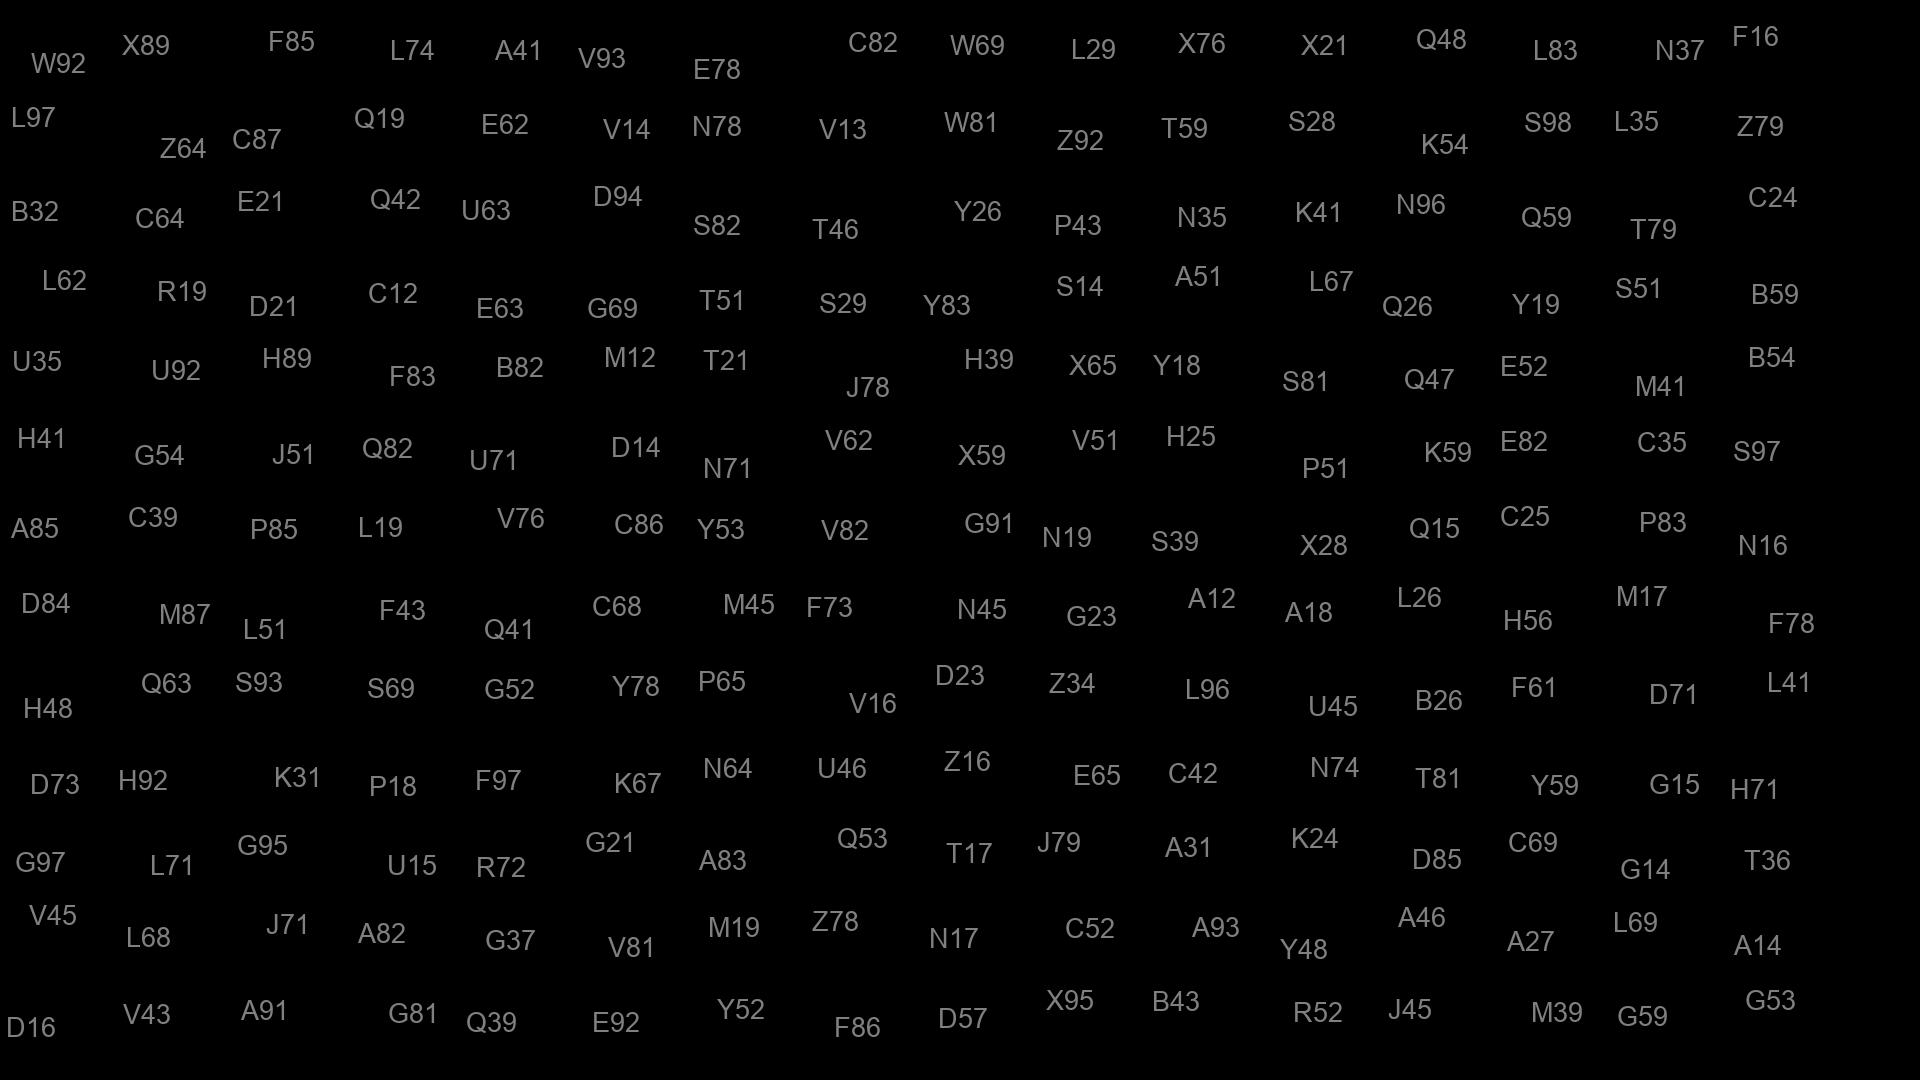 W92 X89 F85 L74 A41 V93 E78 C82 W69 L29 X76 X21 Q48 L83 N37 F16
L97 Z64 C87 Q19 E62 V14 N78 V13 W81 Z92 T59 S28 K54 S98 L35 Z79
B32 C64 E21 Q42 U63 D94 S82 T46 Y26 P43 N35 K41 N96 Q59 T79 C24
L62 R19 D21 C12 E63 G69 T51 S29 Y83 S14 A51 L67 Q26 Y19 S51 B59
U35 U92 H89 F83 B82 M12 T21 J78 H39 X65 Y18 S81 Q47 E52 M41 B54
H41 G54 J51 Q82 U71 D14 N71 V62 X59 V51 H25 P51 K59 E82 C35 S97
A85 C39 P85 L19 V76 C86 Y53 V82 G91 N19 S39 X28 Q15 C25 P83 N16
D84 M87 L51 F43 Q41 C68 M45 F73 N45 G23 A12 A18 L26 H56 M17 F78
H48 Q63 S93 S69 G52 Y78 P65 V16 D23 Z34 L96 U45 B26 F61 D71 L41
D73 H92 K31 P18 F97 K67 N64 U46 Z16 E65 C42 N74 T81 Y59 G15 H71
G97 L71 G95 U15 R72 G21 A83 Q53 T17 J79 A31 K24 D85 C69 G14 T36
V45 L68 J71 A82 G37 V81 M19 Z78 N17 C52 A93 Y48 A46 A27 L69 A14
D16 V43 A91 G81 Q39 E92 Y52 F86 D57 X95 B43 R52 J45 M39 G59 G53